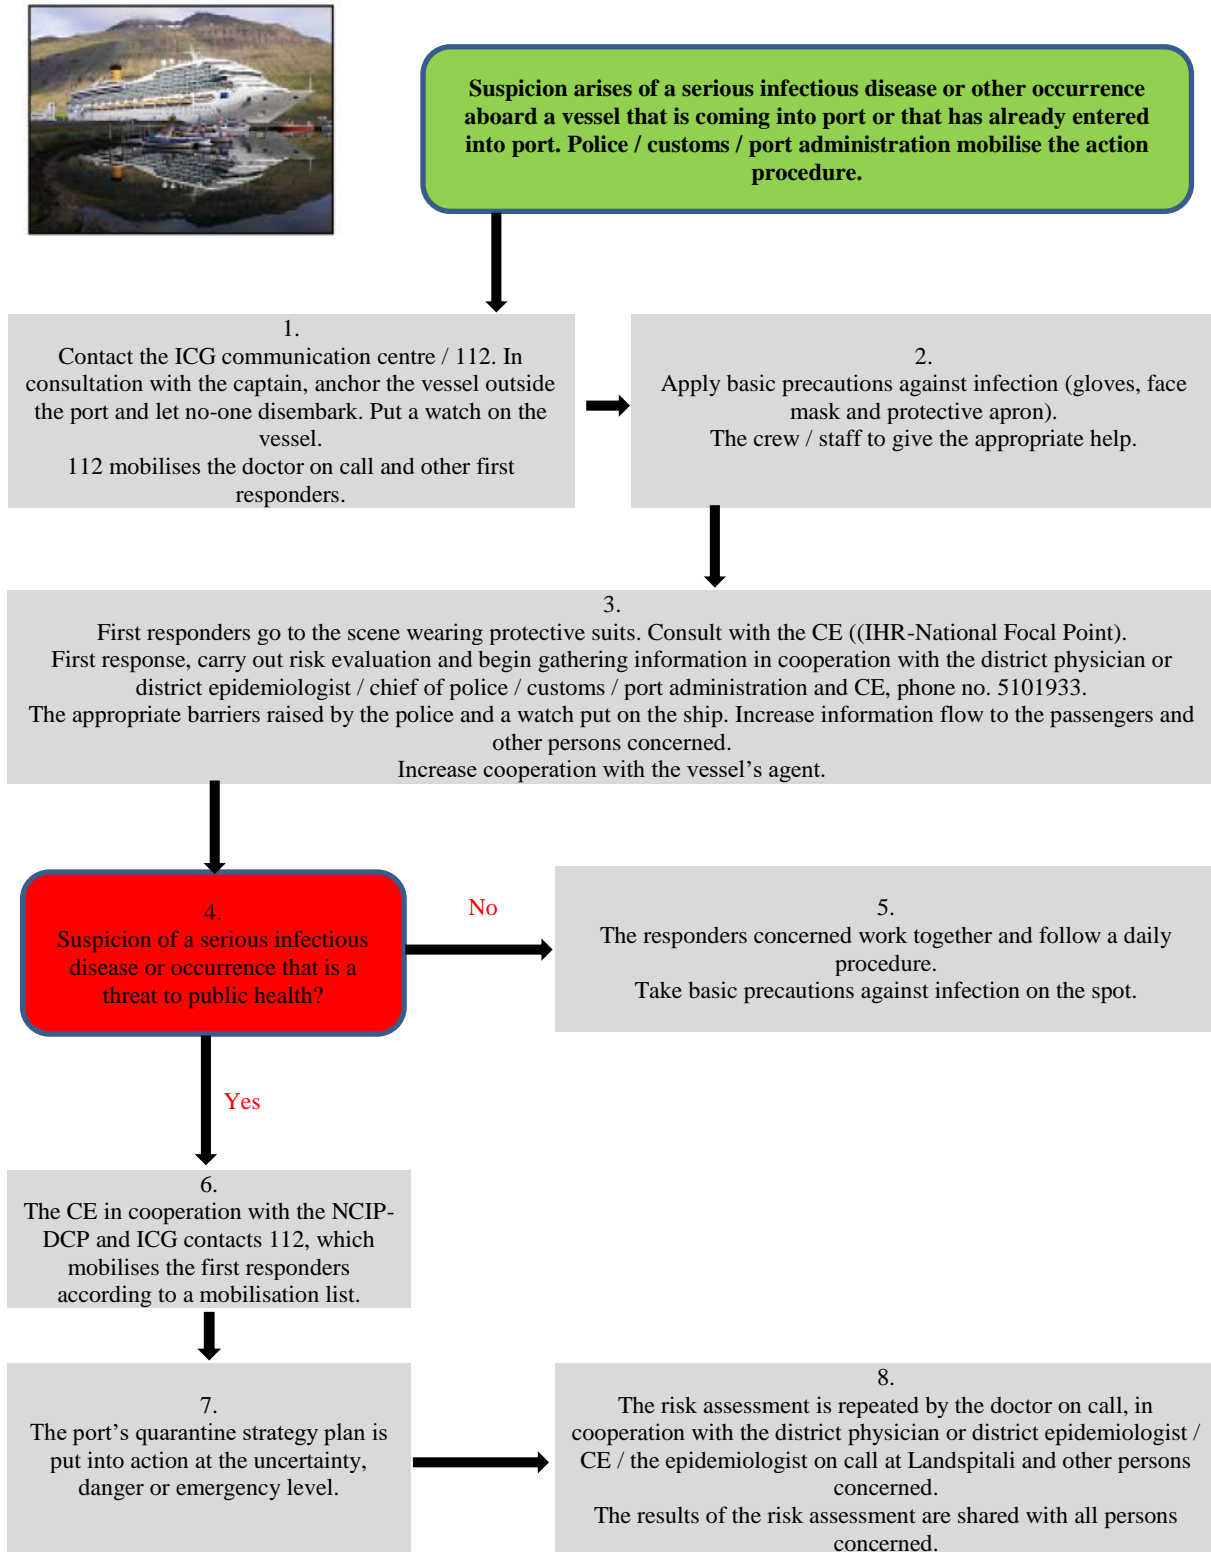 Suspicion arises of a serious infectious disease or other occurrence
aboard a vessel that is coming into port or that has already entered
into port. Police / customs / port administration mobilise the action
procedure.
1.
Contact the ICG communication centre / 112. In
consultation with the captain, anchor the vessel outside
the port and let no-one disembark. Put a watch on the
vessel.
112 mobilises the doctor on call and other first
responders.
2.
Apply basic precautions against infection (gloves, face
mask and protective apron).
The crew / staff to give the appropriate help.
3.
First responders go to the scene wearing protective suits. Consult with the CE ((IHR-National Focal Point).
First response, carry out risk evaluation and begin gathering information in cooperation with the district physician or
district epidemiologist / chief of police / customs / port administration and CE, phone no. 5101933.
The appropriate barriers raised by the police and a watch put on the ship. Increase information flow to the passengers and
other persons concerned.
Increase cooperation with the vessel’s agent.
4.
Suspicion of a serious infectious
disease or occurrence that is a
threat to public health?
No
5.
The responders concerned work together and follow a daily
procedure.
Take basic precautions against infection on the spot.
Yes
6.
The CE in cooperation with the NCIP-
DCP and ICG contacts 112, which
mobilises the first responders
according to a mobilisation list.
7.
The port’s quarantine strategy plan is
put into action at the uncertainty,
danger or emergency level.
8.
The risk assessment is repeated by the doctor on call, in
cooperation with the district physician or district epidemiologist /
CE / the epidemiologist on call at Landspitali and other persons
concerned.
The results of the risk assessment are shared with all persons
concerned.